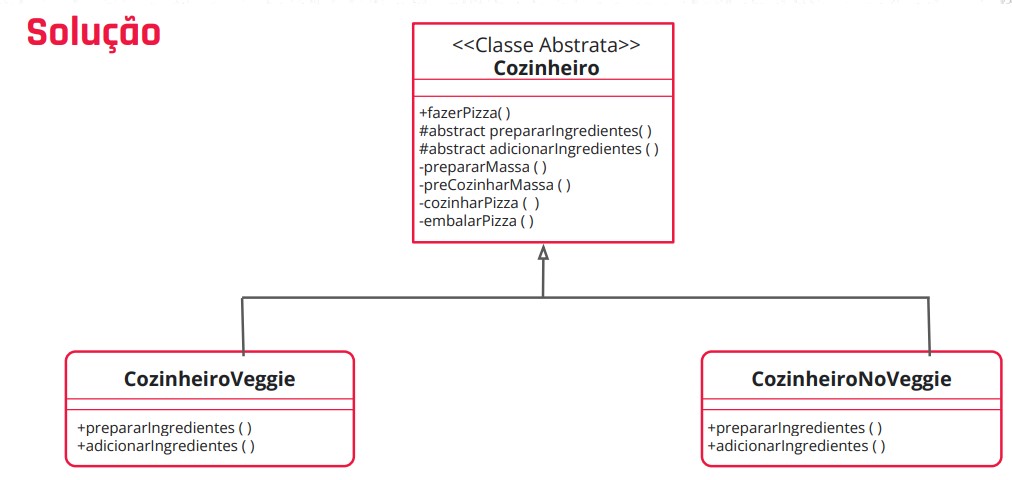 Solução
<<Classe Abstrata>>
Cozinheiro
+fazerPizza( )
#abstract prepararIngredientes( )
#abstract adicionarIngredientes ( )
-prepararMassa ( )
-preCozinharMassa ( )
-cozinharPizza (  )
-embalarPizza ( )
CozinheiroVeggie
+prepararIngredientes ( )
+adicionarIngredientes ( )
CozinheiroNoVeggie
+prepararIngredientes ( )
+adicionarIngredientes ( )